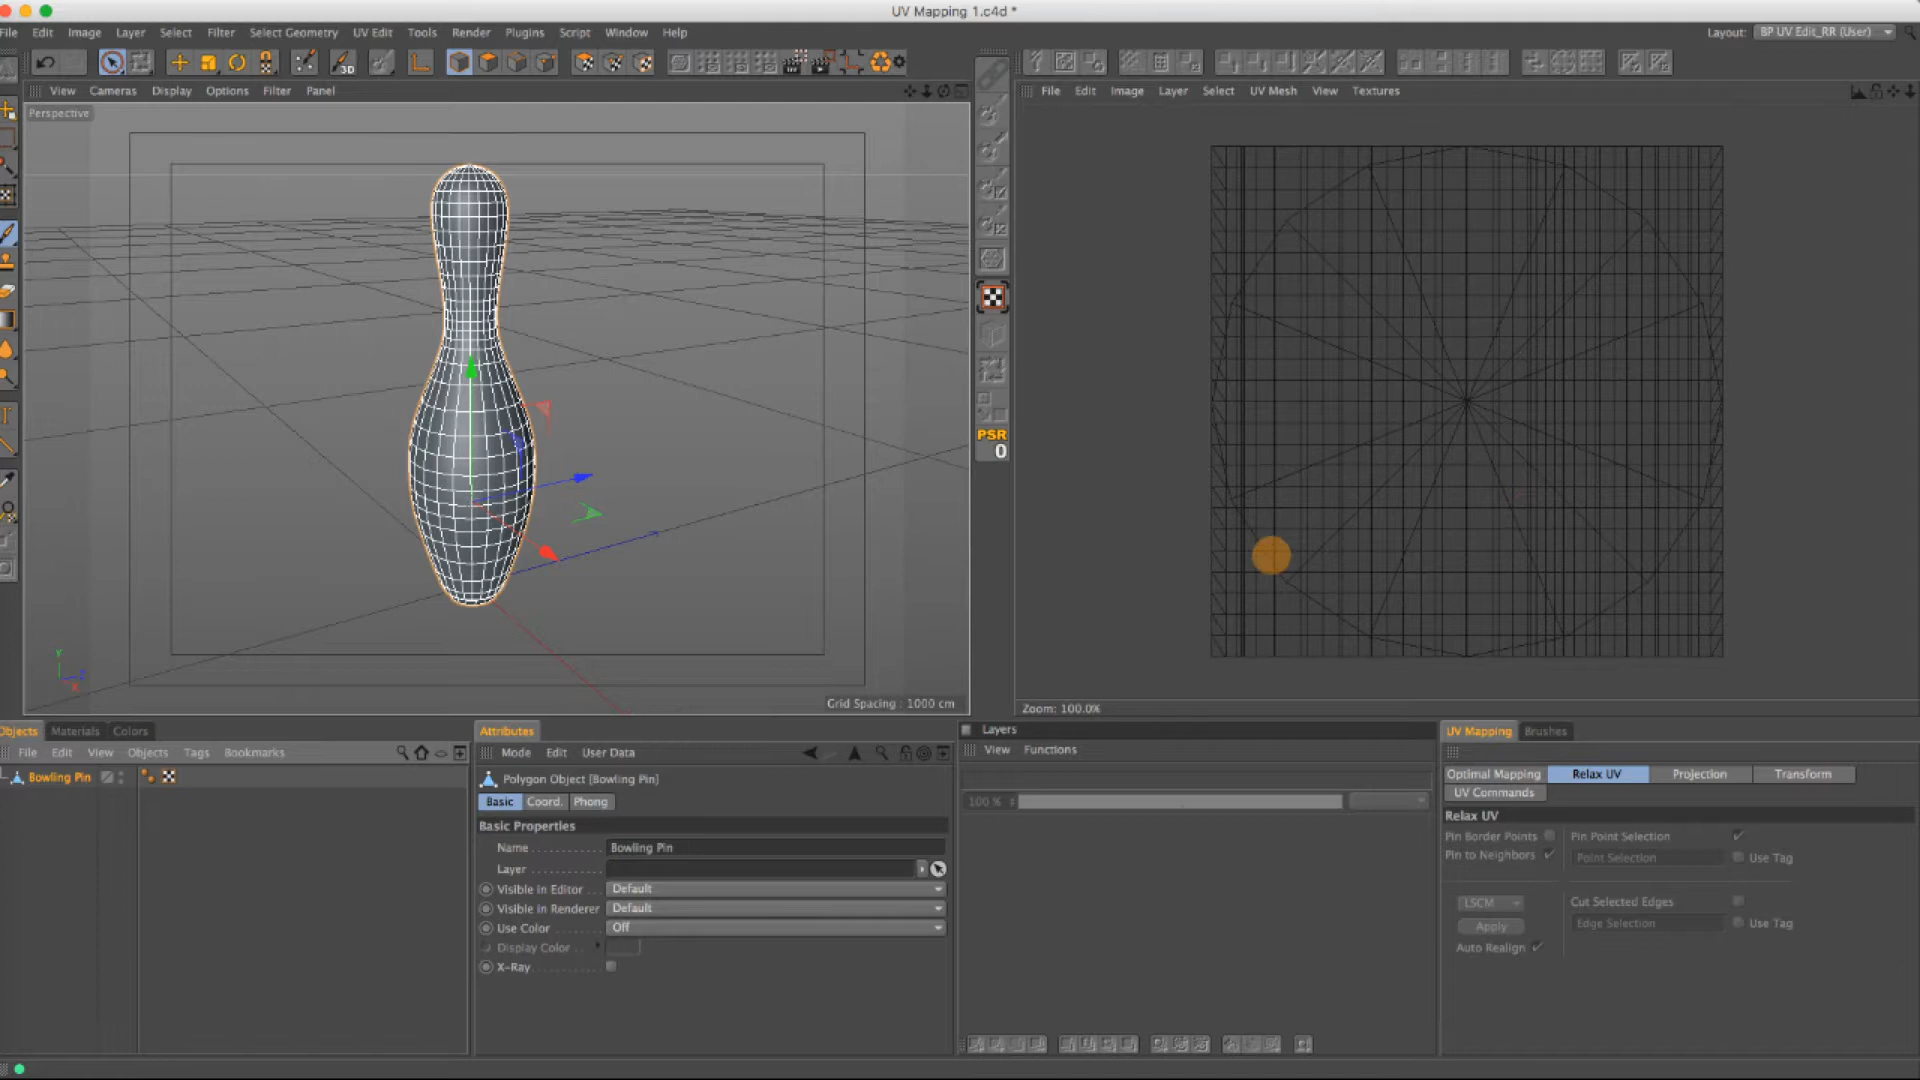 UV Mapping 1.c4d *
File Edit Image Layer Select Filter Select Geometry UV Edit Tools Render Plugins Script Window Help
Layout: BP UV Edit_RR (User)
3D
View Cameras Display Options Filter Panel
File Edit Image Layer Select UV Mesh View Textures
Perspective
PSR
0
Y
Grid Spacing : 1000 cm
Zoom: 100.0%
Objects Materials Colors
Attributes
Layers
UV Mapping Brushes
File Edit View Objects Tags Bookmarks
Mode Edit User Data
View Functions
Bowling Pin
Polygon Object [Bowling Pin]
Basic Coord. Phong
Basic Properties
Name Bowling Pin
Layer
Visible in Editor Default
Visible in Renderer Default
Use Color Off
Display Color
X-Ray
100 %
Optimal Mapping Relax UV Projection Transform
UV Commands
Relax UV
Pin Border Points Pin Point Selection
Pin to Neighbors Point Selection Use Tag
LSCM Cut Selected Edges
Apply Edge Selection Use Tag
Auto Realign